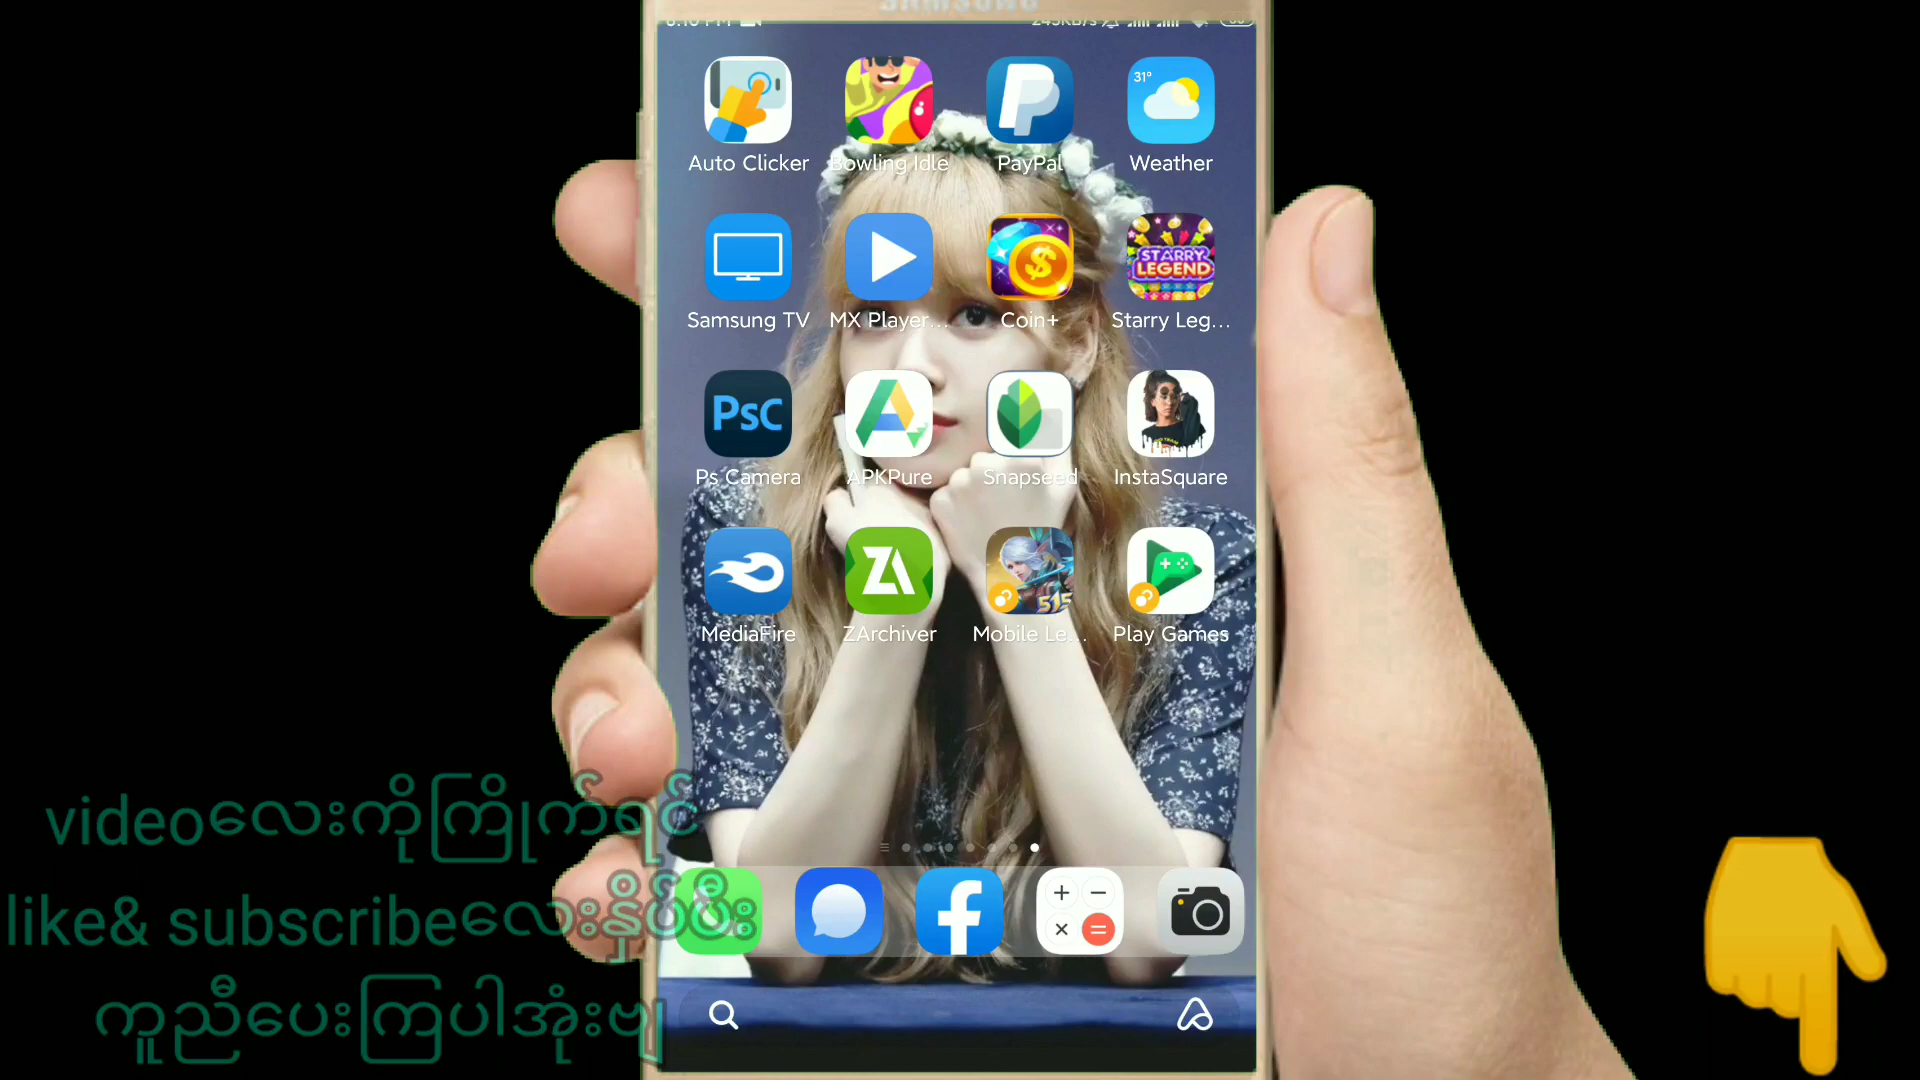 SAMSUNG
31°
Auto Clicker
Bowling Idle
PayPal
Weather
STARRY
LEGEND
Samsung TV
MX Player...
Coin+
Starry Leg...
PsC
Ps Camera
APKPure
Snapseed
InstaSquare
ZA
515
MediaFire
ZArchiver
Mobile Le...
Play Games
videoလေးကိုကြိုက်ရင်
like& subscribeလေးနှိပ်ပီး
ကူညီပေးကြပါအုံးဗျ